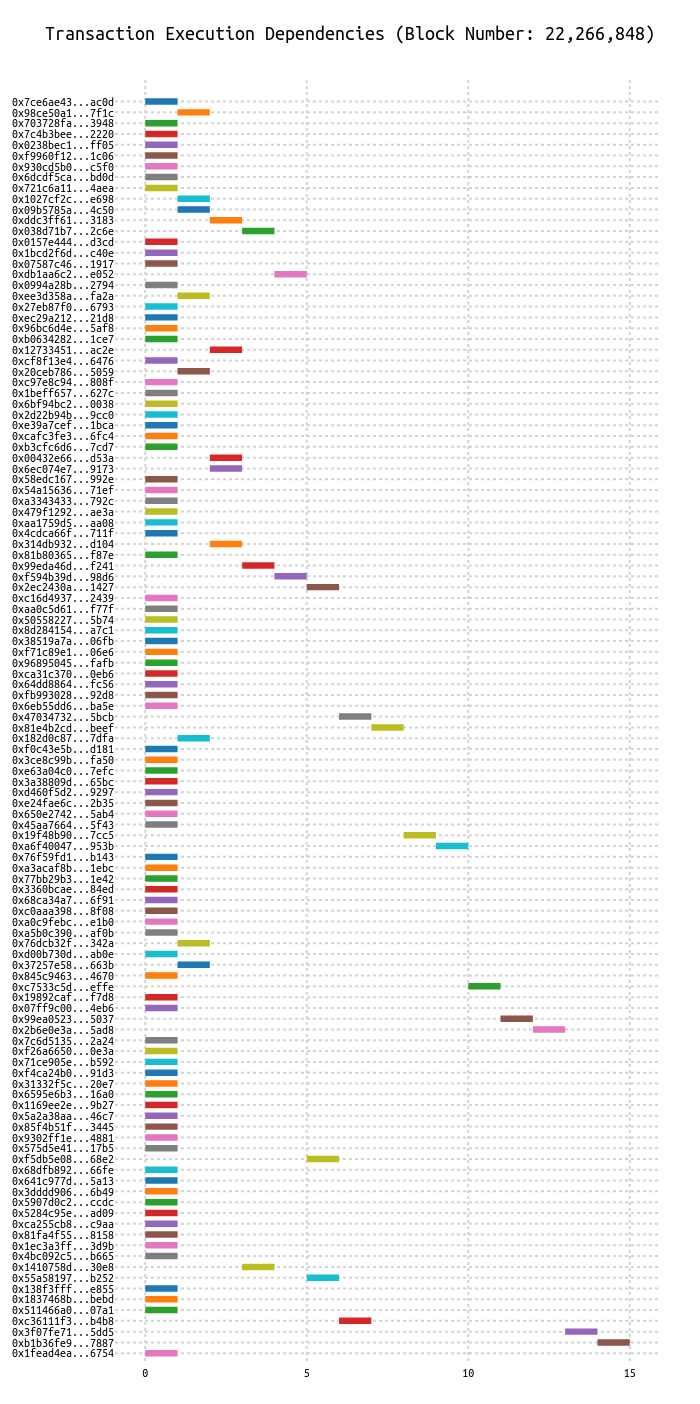 Transaction Execution Dependencies (Block Number: 22,266,848)
0x7ce6ae43...ac0d
0x98ce50a1...7f1c
0x703728fa...3948
0x7c4b3bee...2220
0x0238bec1...ff05
0xf9960f12...1c06
0x930cd5b0...c5f0
0x6dcdf5ca...bd0d
0x721c6a11...4aea
0x1027cf2c...e698
0x09b5785a...4c50
0xddc3ff61...3183
0x038d71b7...2c6e
0x0157e444...d3cd
0x1bcd2f6d...c40e
0x07587c46...1917
0xdb1aa6c2...e052
0x0994a28b...2794
0xee3d358a...fa2a
0x27eb87f0...6793
0xec29a212...21d8
0x96bc6d4e...5af8
0xb0634282...1ce7
0x12733451...ac2e
0xcf8f13e4...6476
0x20ceb786...5059
0xc97e8c94...808f
0x1beff657...627c
0x6bf94bc2...0038
0x2d22b94b...9cc0
0xe39a7cef...1bca
0xcafc3fe3...6fc4
0xb3cfc6d6...7cd7
0x00432e66...d53a
0x6ec074e7...9173
0x58edc167...992e
0x54a15636...71ef
0xa3343433...792c
0x479f1292...ae3a
0xaa1759d5...aa08
0x4cdca66f...711f
0x314db932...d104
0x81b80365...f87e
0x99eda46d...f241
0xf594b39d...98d6
0x2ec2430a...1427
0xc16d4937...2439
0xaa0c5d61...f77f
0x50558227...5b74
0x8d284154...a7c1
0x38519a7a...06fb
0xf71c89e1...06e6
0x96895045...fafb
0xca31c370...0eb6
0x64dd8864...fc56
0xfb993028...92d8
0x6eb55dd6...ba5e
0x47034732...5bcb
0x81e4b2cd...beef
0x182d0c87...7dfa
0xf0c43e5b...d181
0x3ce8c99b...fa50
0xe63a04c0...7efc
0x3a38809d...65bc
0xd460f5d2...9297
0xe24fae6c...2b35
0x650e2742...5ab4
0x45aa7664...5f43
0x19f48b90...7cc5
0xa6f40047...953b
0x76f59fd1...b143
0xa3acaf8b...1ebc
0x77bb29b3...1e42
0x3360bcae...84ed
0x68ca34a7...6f91
0xc0aaa398...8f08
0xa0c9febc...e1b0
0xa5b0c390...af0b
0x76dcb32f...342a
0xd00b730d...ab0e
0x37257e58...663b
0x845c9463...4670
0xc7533c5d...effe
0x19892caf...f7d8
0x07ff9c00...4eb6
0x99ea0523...5037
0x2b6e0e3a...5ad8
0x7c6d5135...2a24
0xf26a6650...0e3a
0x71ce905e...b592
0xf4ca24b0...91d3
0x31332f5c...20e7
0x6595e6b3...16a0
0x1169ee2e...9b27
0x5a2a38aa...46c7
0x85f4b51f...3445
0x9302ff1e...4881
0x575d5e41...17b5
0xf5db5e08...68e2
0x68dfb892...66fe
0x641c977d...5a13
0x3dddd906...6b49
0x5907d0c2...ccdc
0x5284c95e...ad09
0xca255cb8...c9aa
0x81fa4f55...8158
0x1ec3a3ff...3d9b
0x4bc092c5...b665
0x1410758d...30e8
0x55a58197...b252
0x138f3fff...e855
0x1837468b...bebd
0x511466a0...07a1
0xc36111f3...b4b8
0x3f07fe71...5dd5
0xb1b36fe9...7887
0x1fead4ea...6754
0 5 10 15